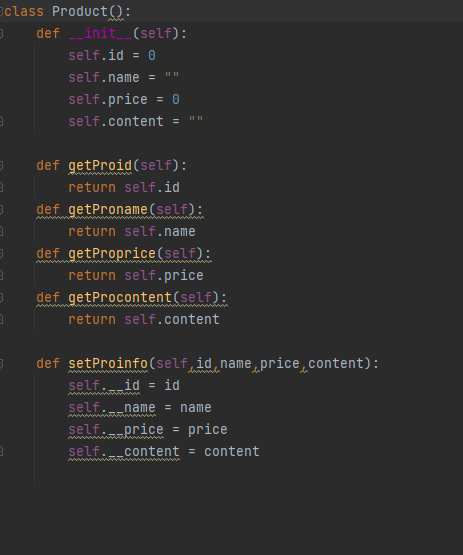 class Product():
    def __init__(self):
        self.id = 0
        self.name = ""
        self.price = 0
        self.content = ""

    def getProid(self):
        return self.id
    def getProname(self):
        return self.name
    def getProprice(self):
        return self.price
    def getProcontent(self):
        return self.content

    def setProinfo(self,id,name,price,content):
        self.__id = id
        self.__name = name
        self.__price = price
        self.__content = content